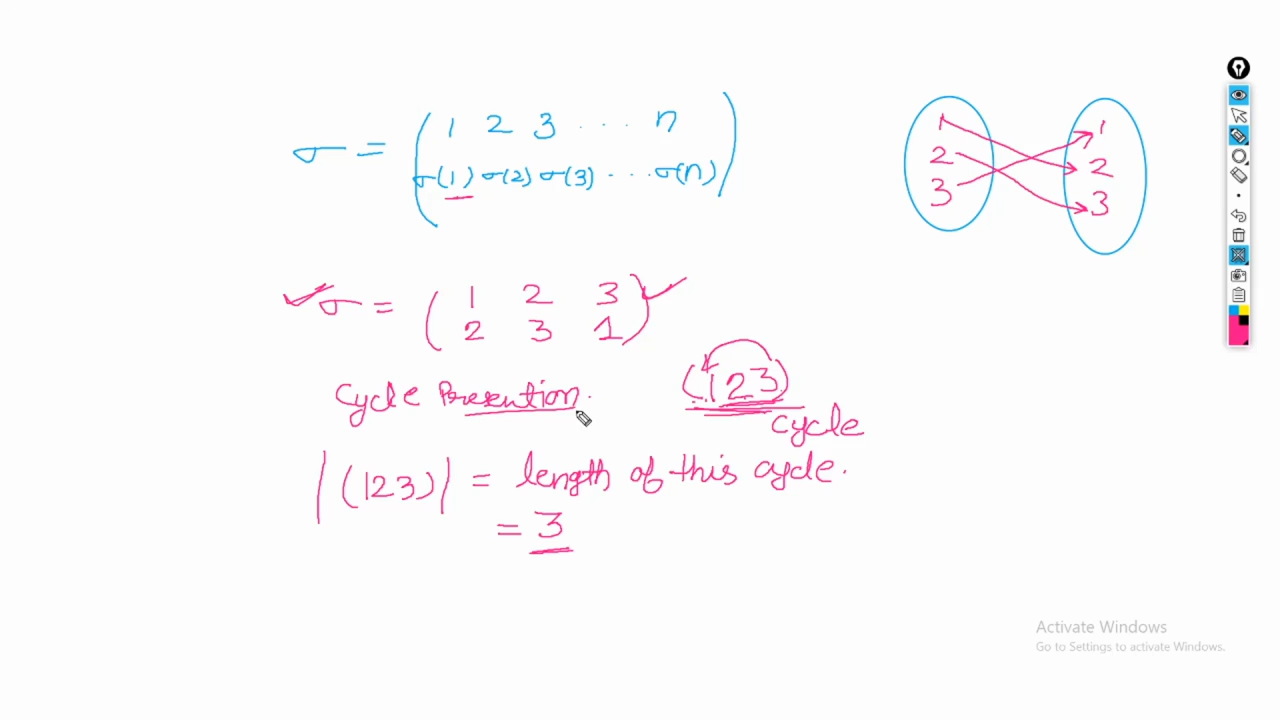 σ = ( 1 2 3 ... n
σ(1) σ(2) σ(3) ... σ(n) )
1 1
2 2
3 3
σ = ( 1 2 3
2 3 1 )
Cycle Presention. (123)
cycle
|(123)| = length of this cycle.
= 3
Activate Windows
Go to Settings to activate Windows.